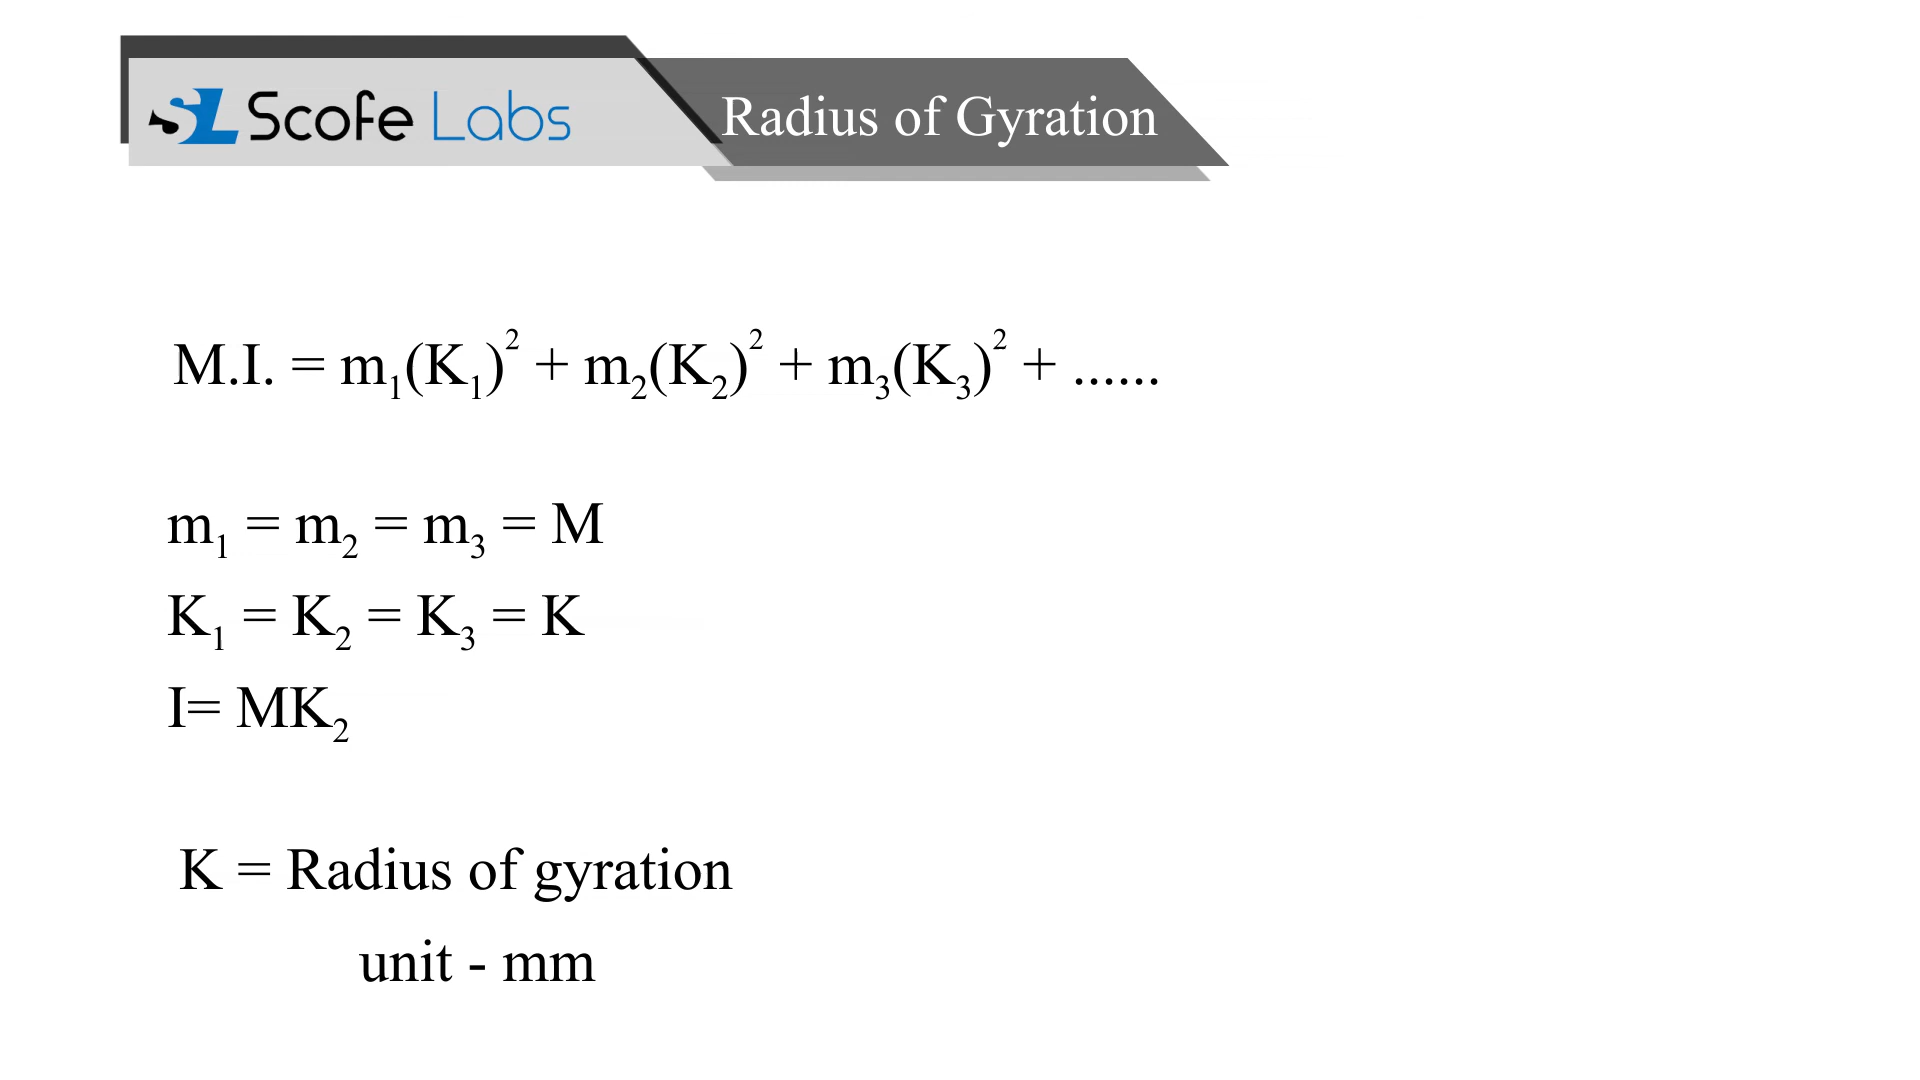 Scofe Labs
Radius of Gyration
M.I. = m₁(K₁)² + m₂(K₂)² + m₃(K₃)² + ......
m₁ = m₂ = m₃ = M
K₁ = K₂ = K₃ = K
I= MK₂
K = Radius of gyration
unit - mm